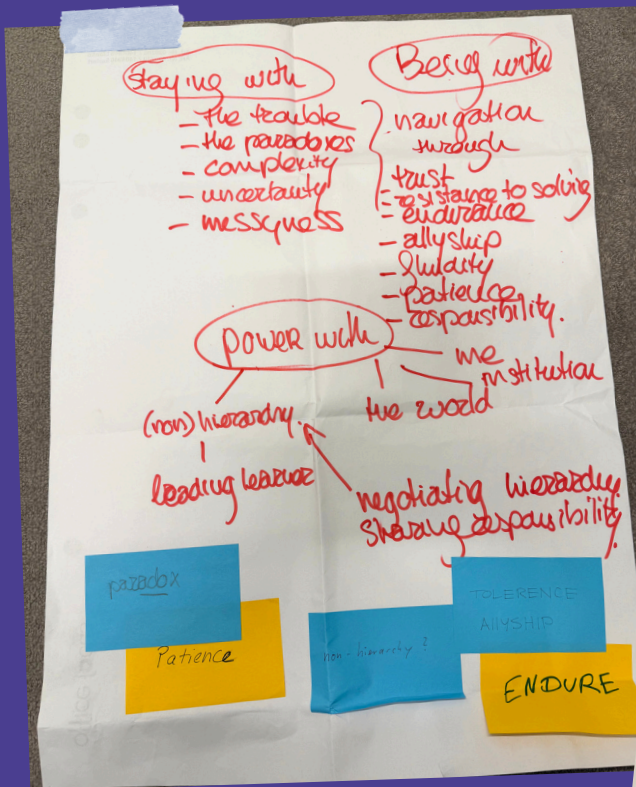 Staying with
- the trouble
- the paradoxes
- complexity
- uncertainty
- messyness
Being with
navigation
through
trust
- resistance to solving
- endurance
- allyship
- fluidity
- patience
- responsibility.
power with
me
institution
the world
(non) hierarchy.
leading learner
negotiating hierarchy.
sharing responsibility.
paradox
Patience
non-hierarchy?
TOLERENCE
ALLYSHIP
ENDURE